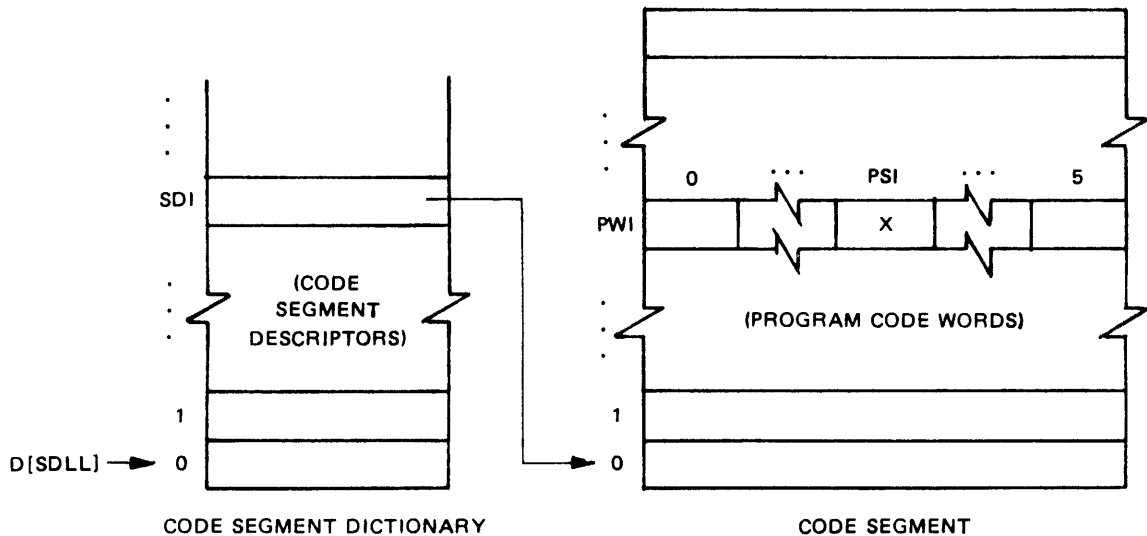 SDI
(CODE
SEGMENT
DESCRIPTORS)
1
D[SDLL]
0
CODE SEGMENT DICTIONARY
0 ... PSI ... 5
PWI
X
(PROGRAM CODE WORDS)
1
0
CODE SEGMENT